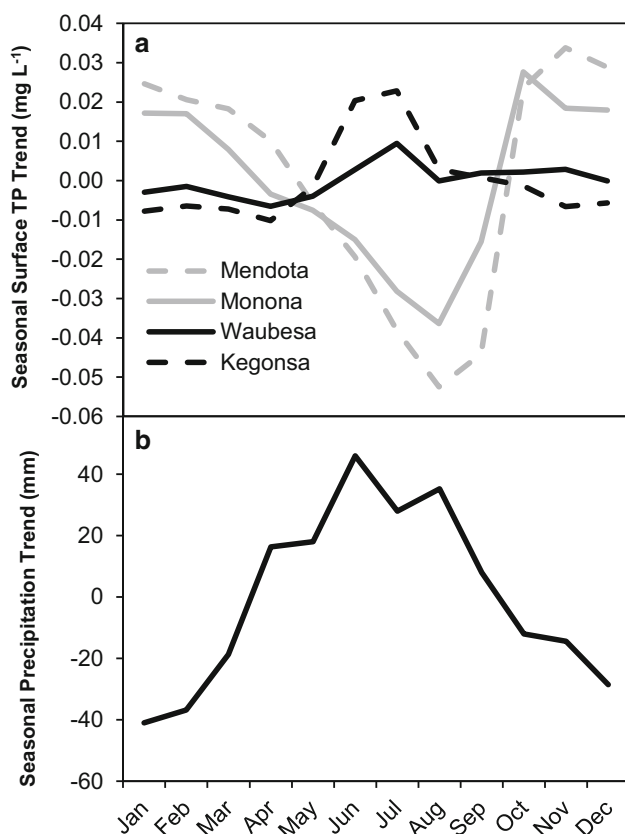 a
Seasonal Surface TP Trend (mg L⁻¹)
0.04
0.03
0.02
0.01
0.00
-0.01
-0.02
-0.03
-0.04
-0.05
-0.06
Mendota
Monona
Waubesa
Kegonsa
b
Seasonal Precipitation Trend (mm)
40
20
0
-20
-40
-60
Jan
Feb
Mar
Apr
May
Jun
Jul
Aug
Sep
Oct
Nov
Dec